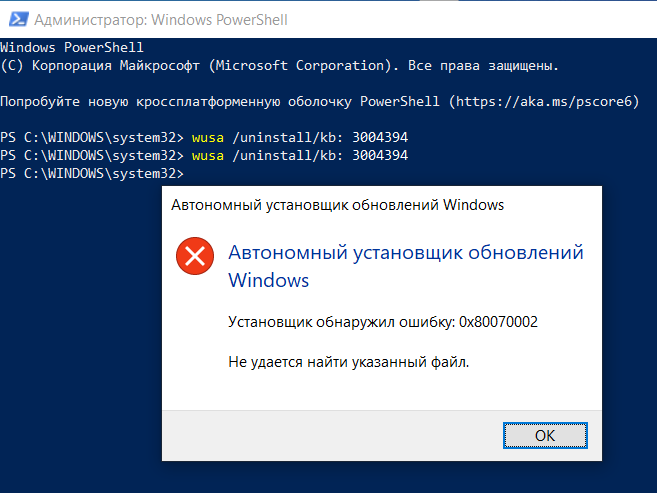 Администратор: Windows PowerShell
Windows PowerShell
(C) Корпорация Майкрософт (Microsoft Corporation). Все права защищены.
Попробуйте новую кроссплатформенную оболочку PowerShell (https://aka.ms/pscore6)
PS C:\WINDOWS\system32> wusa /uninstall/kb: 3004394
PS C:\WINDOWS\system32> wusa /uninstall/kb: 3004394
PS C:\WINDOWS\system32>
Автономный установщик обновлений Windows
Автономный установщик обновлений
Windows
Установщик обнаружил ошибку: 0x80070002
Не удается найти указанный файл.
OK